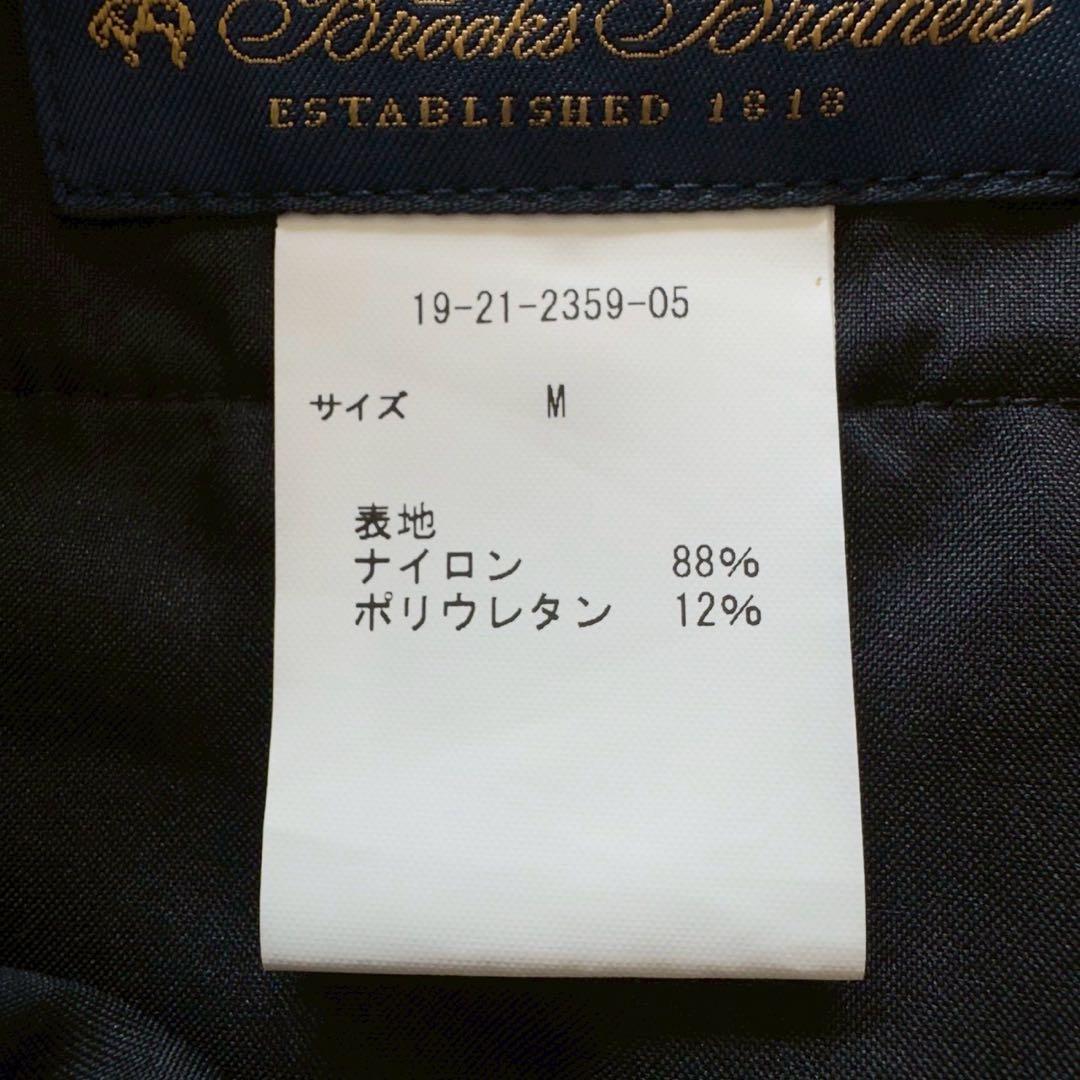 Brooks Brothers
ESTABLISHED 1818
19-21-2359-05
サイズ M
表地
ナイロン 88%
ポリウレタン 12%